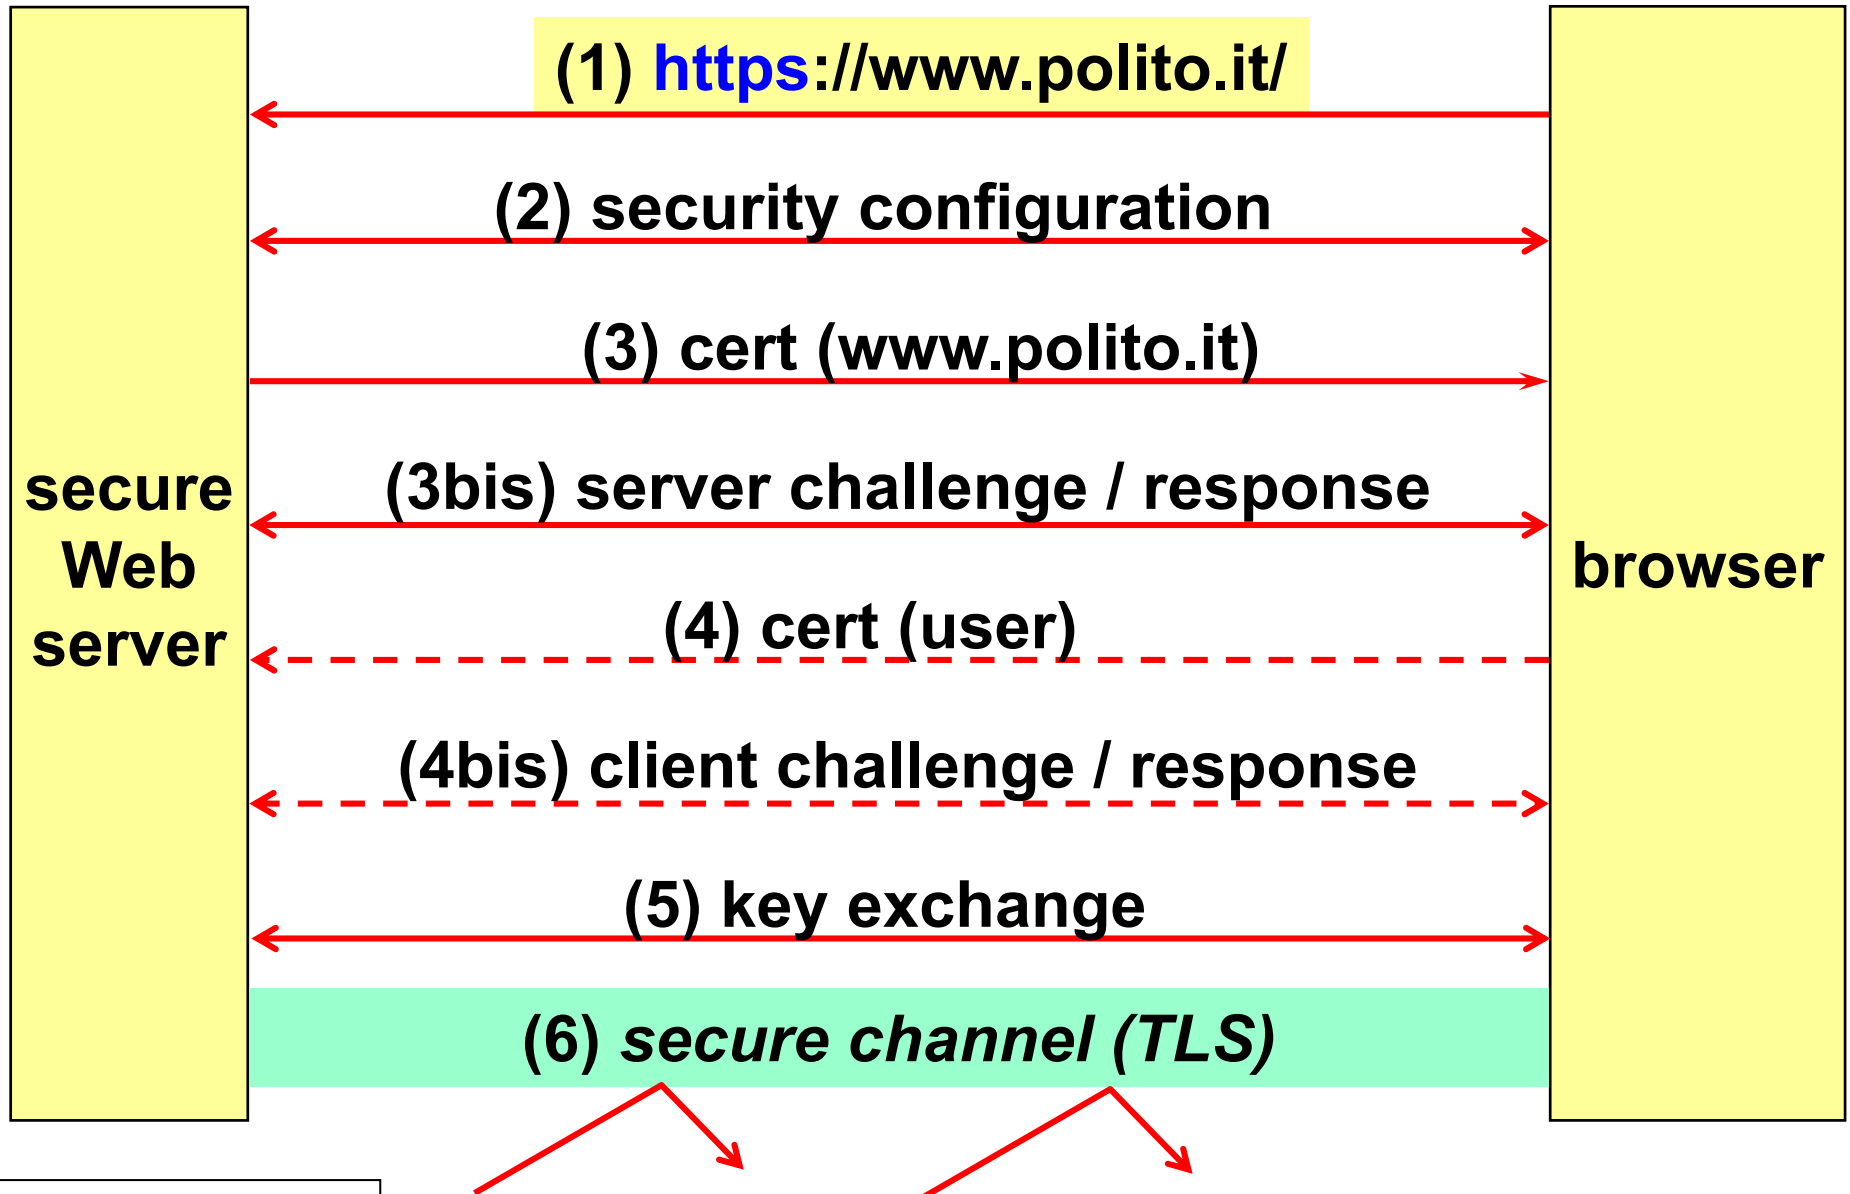 (1) https://www.polito.it/
(2) security configuration
(3) cert (www.polito.it)
(3bis) server challenge / response
(4) cert (user)
(4bis) client challenge / response
(5) key exchange
(6) secure channel (TLS)
secure
Web
server
browser